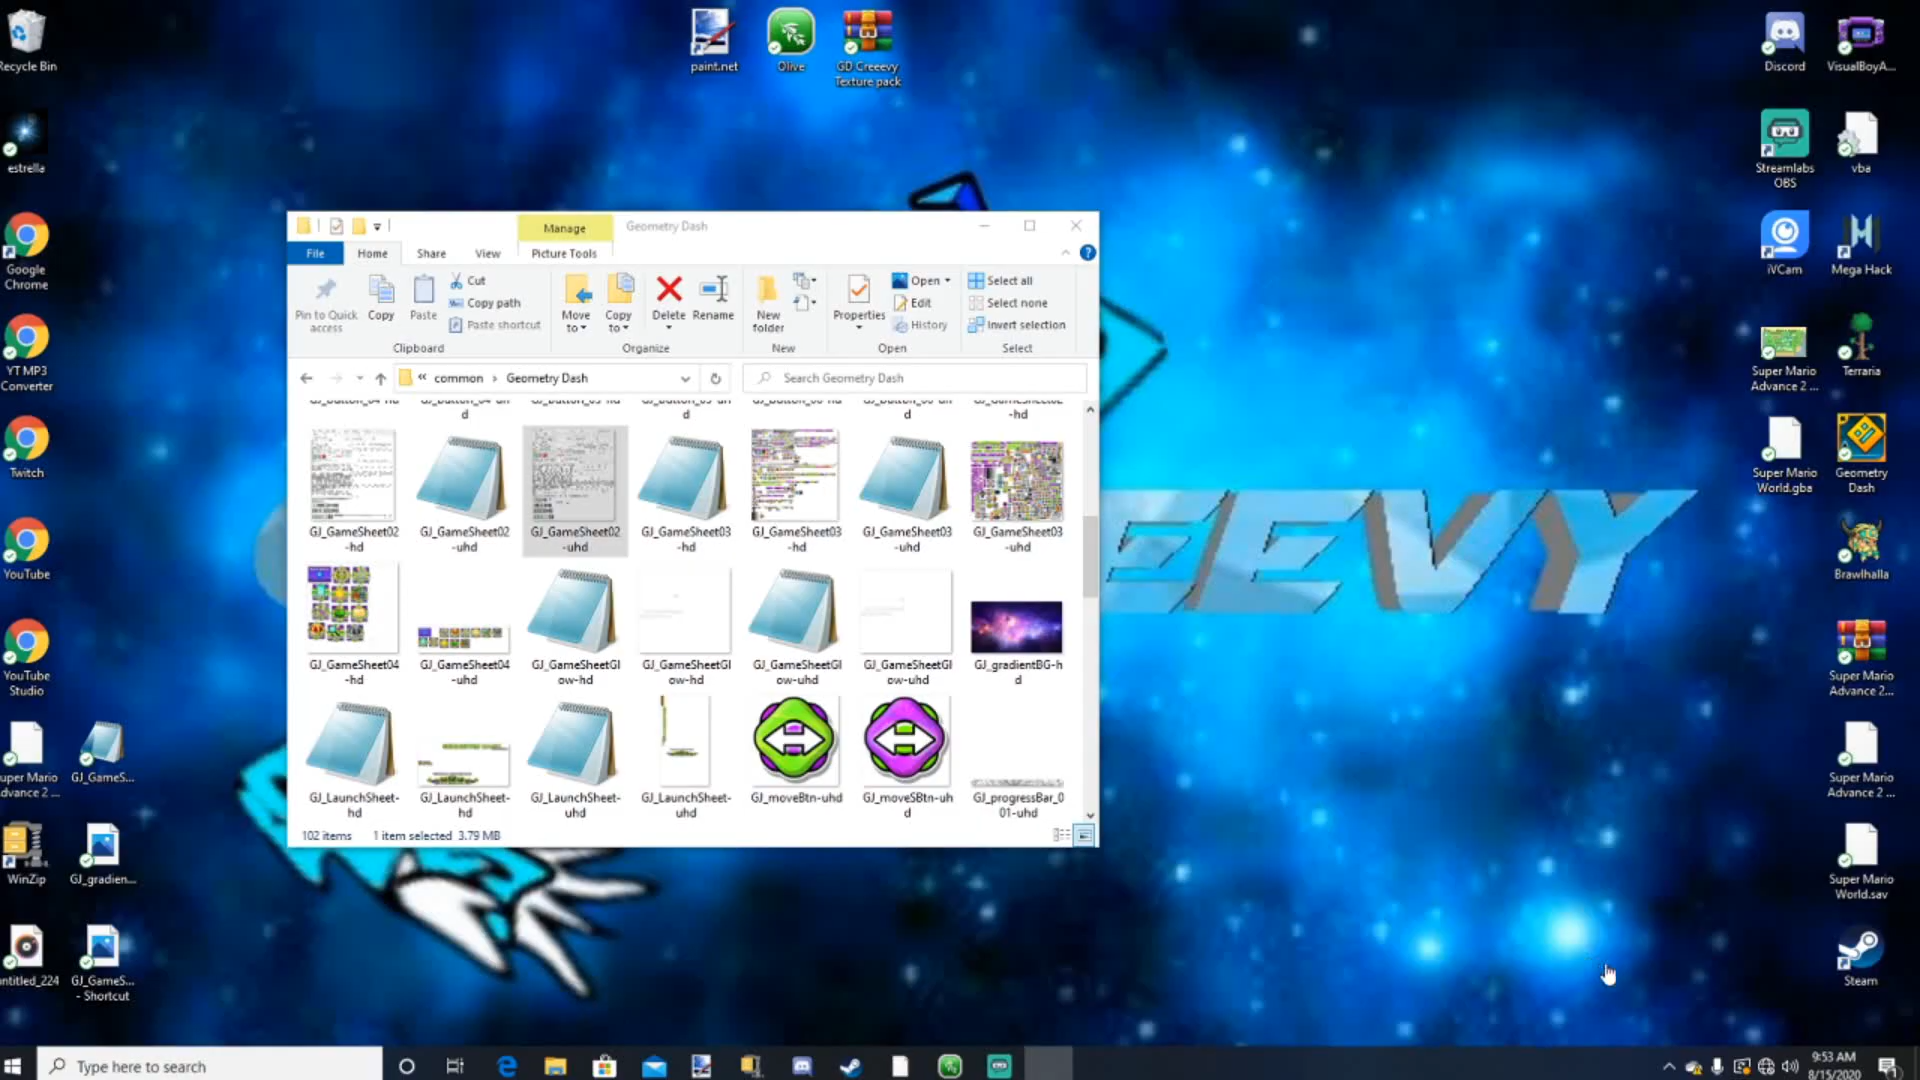 Recycle Bin
paint.net
Olive
GD Creeevy
Texture pack
Discord
VisualBoyA...
estrella
Streamlabs
OBS
vba
Google
Chrome
iVCam
Mega Hack
YT MP3
Converter
Super Mario
Advance 2 ...
Terraria
Twitch
Super Mario
World.gba
Geometry
Dash
YouTube
Brawlhalla
YouTube
Studio
Super Mario
Advance 2...
Super Mario
Advance 2 ...
GJ_GameS...
Super Mario
Advance 2 ...
WinZip
GJ_gradien...
Super Mario
World.sav
untitled_224
GJ_GameS...
- Shortcut
Steam
EEVY
Manage
Geometry Dash
File
Home
Share
View
Picture Tools
Pin to Quick
access
Copy
Paste
Cut
Copy path
Paste shortcut
Clipboard
Move
to
Copy
to
Delete
Rename
Organize
New
folder
New
Properties
Open
Edit
History
Open
Select all
Select none
Invert selection
Select
« common › Geometry Dash
Search Geometry Dash
d
d
d
-hd
GJ_GameSheet02
-hd
GJ_GameSheet02
-uhd
GJ_GameSheet02
-uhd
GJ_GameSheet03
-hd
GJ_GameSheet03
-hd
GJ_GameSheet03
-uhd
GJ_GameSheet03
-uhd
GJ_GameSheet04
-hd
GJ_GameSheet04
-uhd
GJ_GameSheetGl
ow-hd
GJ_GameSheetGl
ow-hd
GJ_GameSheetGl
ow-uhd
GJ_GameSheetGl
ow-uhd
GJ_gradientBG-h
d
GJ_LaunchSheet-
hd
GJ_LaunchSheet-
hd
GJ_LaunchSheet-
uhd
GJ_LaunchSheet-
uhd
GJ_moveBtn-uhd
GJ_moveSBtn-uh
d
GJ_progressBar_0
01-uhd
102 items
1 item selected 3.79 MB
Type here to search
9:53 AM
8/15/2020